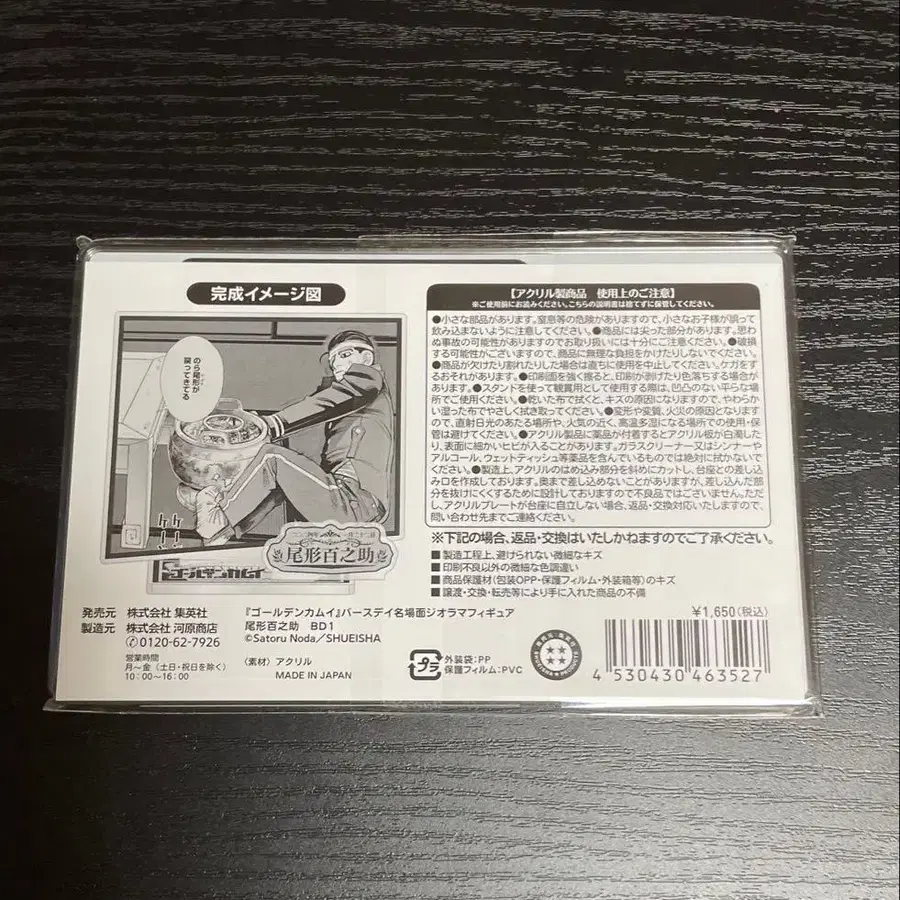 完成イメージ図
のら尾形が
戻ってきてる
尾形百之助
ゴールデンカムイ
【アクリル製商品 使用上のご注意】
※ご使用前にお読みください。こちらの説明書は捨てずに保管してください。
●小さな部品があります。窒息等の危険がありますので、小さなお子様が誤って
飲み込まないように注意してください。●商品には尖った部分があります。思わ
ぬ事故の可能性がありますのでお取り扱いには十分にご注意ください。●破損
する可能性がございますので、商品に無理な負担をかけたりしないでください。
●商品が欠けたり割れたりした場合は直ちに使用を中止してください。ケガをす
るおそれがあります。●印刷面を強く擦ると、印刷が剥げたり色落ちする場合が
あります。●スタンドを使って観賞用として使用する際は、凹凸のない平らな場
所でご使用ください。●乾いた布で拭くと、キズの原因になりますので、やわらか
い湿った布でやさしく拭き取ってください。●変形や変質、火災の原因となります
ので、直射日光のあたる場所や、火気の近く、高温多湿になる場所での使用・保
管は避けてください。●アクリル製品に薬品が付着するとアクリル板が白濁した
り、表面に細かいヒビが入ることがあります。ガラスクリーナー又はシンナーや
アルコール、ウェットティッシュ等薬品を含んでいるものでは絶対に拭かないでく
ださい。●製造上、アクリルのはめ込み部分を斜めにカットし、台座との差し込
み口を作成しております。奥まで差し込めないことがありますが、差し込んだ部
分を抜けにくくするために設計しておりますので不良品ではございません。ただ
し、アクリルプレートが台座に自立しない場合、返品・交換対応いたしますので、
問い合わせ先までご連絡ください。
※下記の場合、返品・交換はいたしかねますのでご了承ください。
■製造工程上、避けられない微細なキズ
■印刷不良以外の微細な色調違い
■商品保護材(包装OPP・保護フィルム・外装箱等)のキズ
■譲渡・交換・転売等により手に入れた商品の不備
発売元 株式会社 集英社
製造元 株式会社 河原商店
0120-62-7926
営業時間
月～金(土日・祝日を除く)
10:00～16:00
『ゴールデンカムイ』バースデイ名場面ジオラマフィギュア
尾形百之助 BD1
©Satoru Noda/SHUEISHA
〈素材〉アクリル
MADE IN JAPAN
プラ
外装袋:PP
保護フィルム:PVC
¥1,650(税込)
4 530430 463527